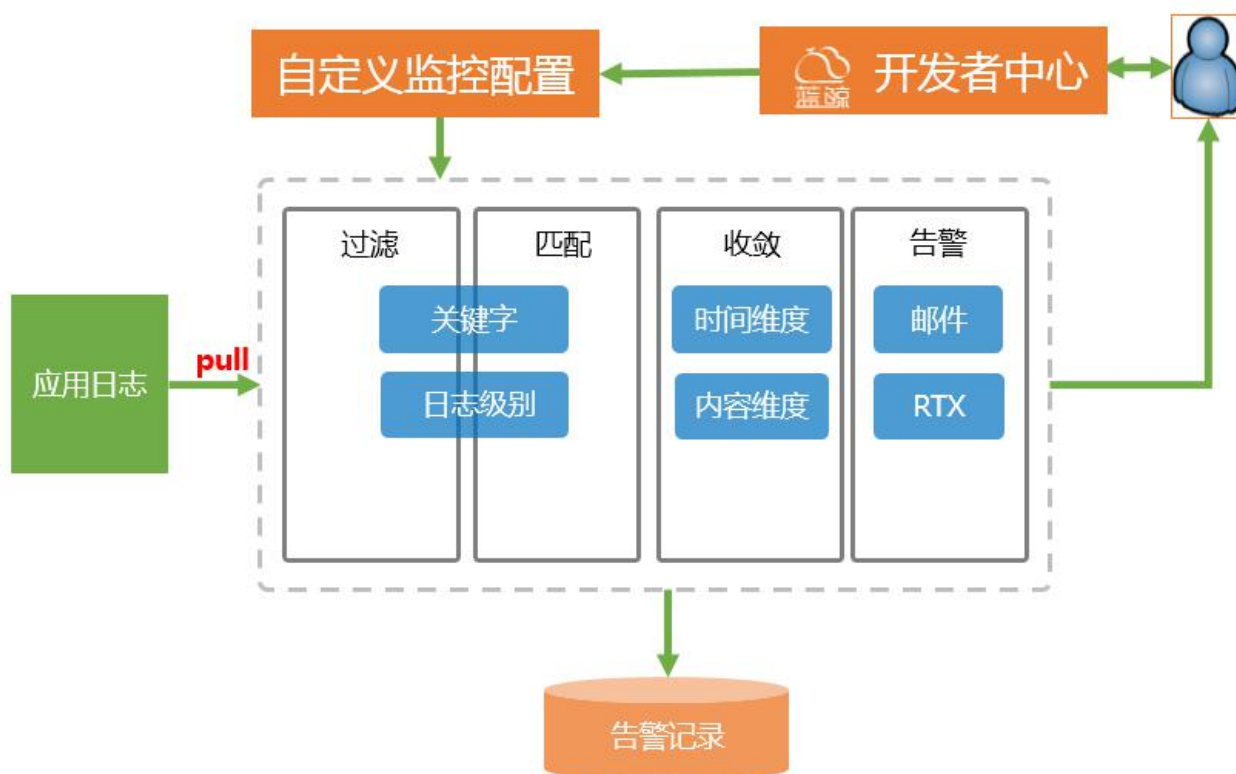 自定义监控配置
蓝鲸
开发者中心
过滤
匹配
收敛
告警
关键字
时间维度
邮件
pull
应用日志
日志级别
内容维度
RTX
告警记录